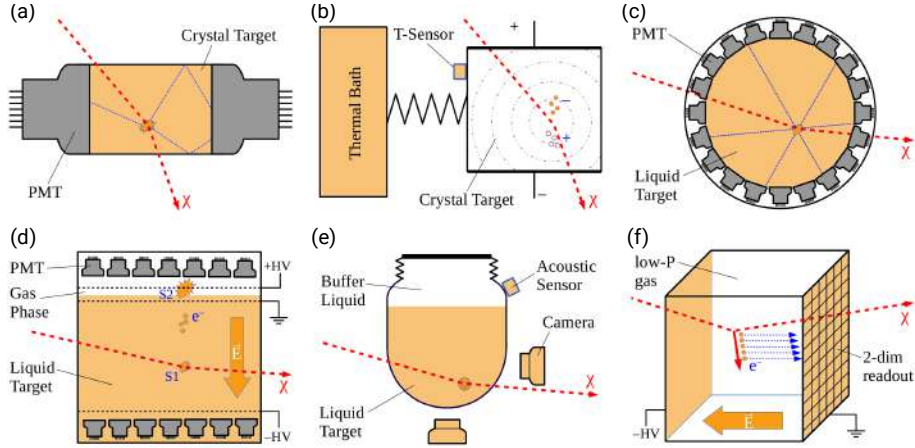 (a)
Crystal Target
PMT
χ
(b)
T-Sensor
+
Thermal Bath
−
+
Crystal Target
−
χ
(c)
PMT
Liquid
Target
χ
(d)
PMT
+HV
Gas
Phase
S2
e⁻
E
Liquid
Target
S1
χ
−HV
(e)
Buffer
Liquid
Acoustic
Sensor
Camera
Liquid
Target
χ
(f)
low-P
gas
χ
e⁻
2-dim
readout
−HV
E